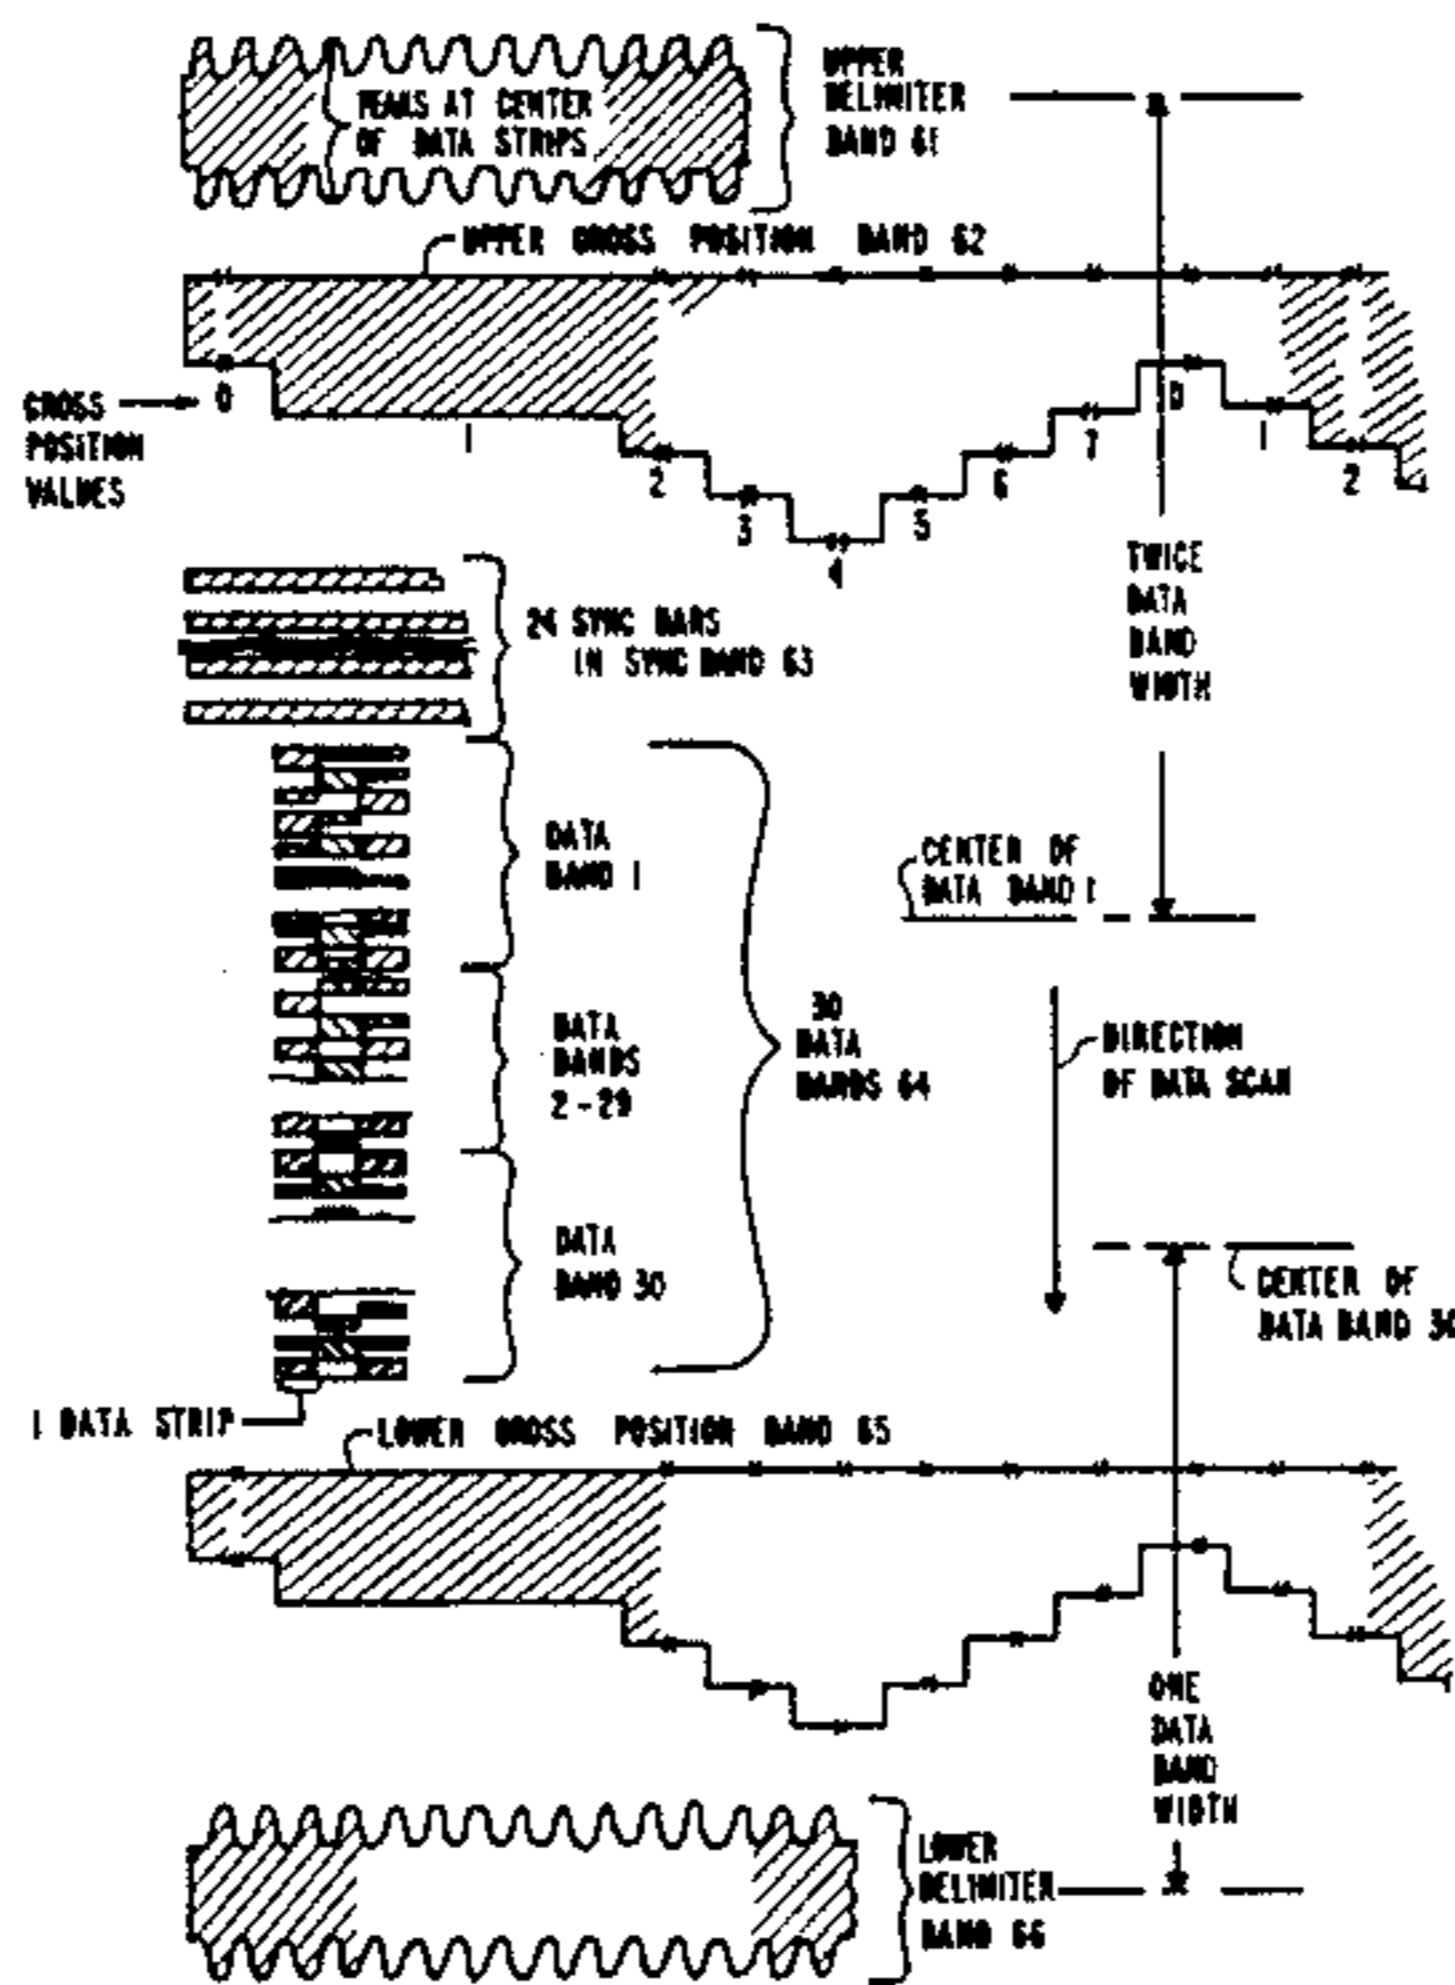 UPPER
DELIMITER
BAND 61
PEAKS AT CENTER
OF DATA STRIPS
UPPER GROSS POSITION BAND 62
GROSS
POSITION
VALUES
0
1
2
3
4
5
6
7
0
1
2
TWICE
DATA
BAND
WIDTH
24 SYNC BARS
IN SYNC BAND 63
DATA
BAND 1
CENTER OF
DATA BAND 1
DATA
BANDS
2-29
30
DATA
BANDS 64
DIRECTION
OF DATA SCAN
DATA
BAND 30
CENTER OF
DATA BAND 30
1 DATA STRIP
LOWER GROSS POSITION BAND 65
ONE
DATA
BAND
WIDTH
LOWER
DELIMITER
BAND 66